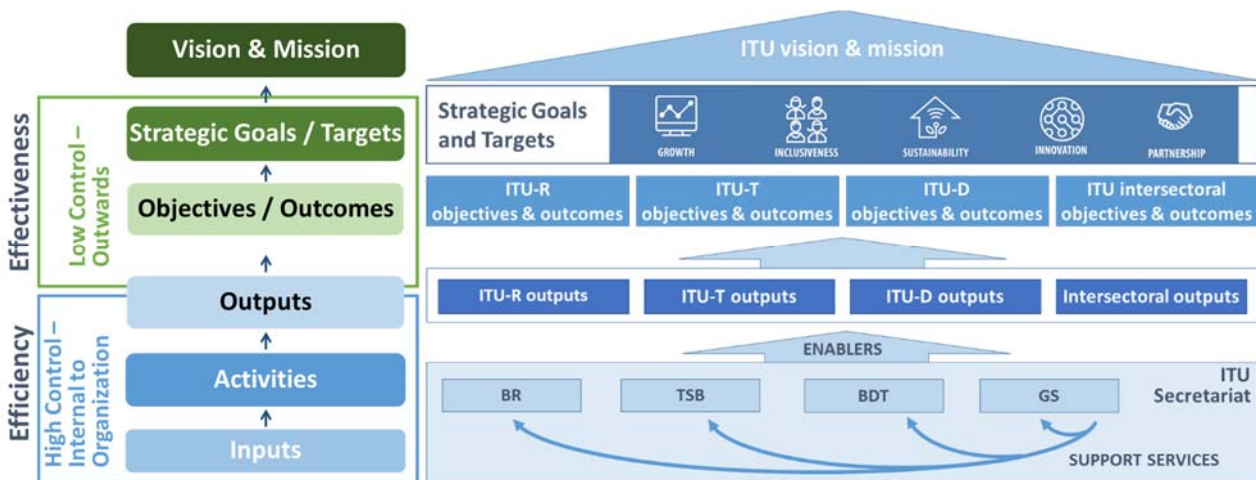 Vision & Mission
Strategic Goals / Targets
Objectives / Outcomes
Outputs
Activities
Inputs
Effectiveness
Low Control –
Outwards
Efficiency
High Control –
Internal to
Organization
ITU vision & mission
Strategic Goals
and Targets
GROWTH
INCLUSIVENESS
SUSTAINABILITY
INNOVATION
PARTNERSHIP
ITU-R
objectives & outcomes
ITU-T
objectives & outcomes
ITU-D
objectives & outcomes
ITU intersectoral
objectives & outcomes
ITU-R outputs
ITU-T outputs
ITU-D outputs
Intersectoral outputs
ENABLERS
ITU
Secretariat
BR
TSB
BDT
GS
SUPPORT SERVICES